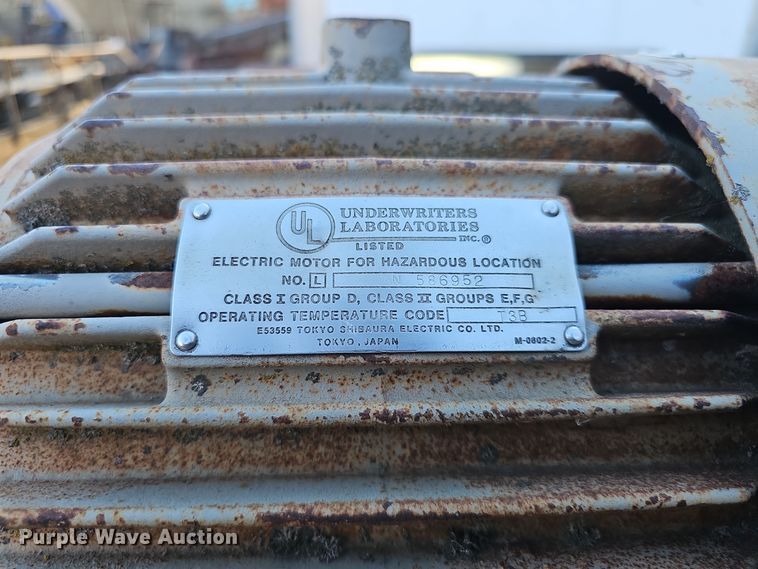 UL
UNDERWRITERS
LABORATORIES
INC.®
LISTED
ELECTRIC MOTOR FOR HAZARDOUS LOCATION
NO. L N 586952
CLASS I GROUP D, CLASS II GROUPS E,F,G
OPERATING TEMPERATURE CODE T3B
E53559 TOKYO SHIBAURA ELECTRIC CO. LTD.
TOKYO, JAPAN M-0802-2
Purple Wave Auction